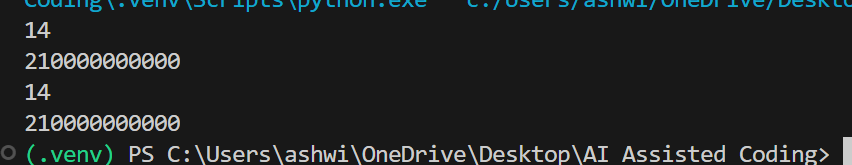 Coding\.venv\Scripts\python.exe" "c:/Users/ashwi/OneDrive/Deskto
14
210000000000
14
210000000000
(.venv) PS C:\Users\ashwi\OneDrive\Desktop\AI Assisted Coding>